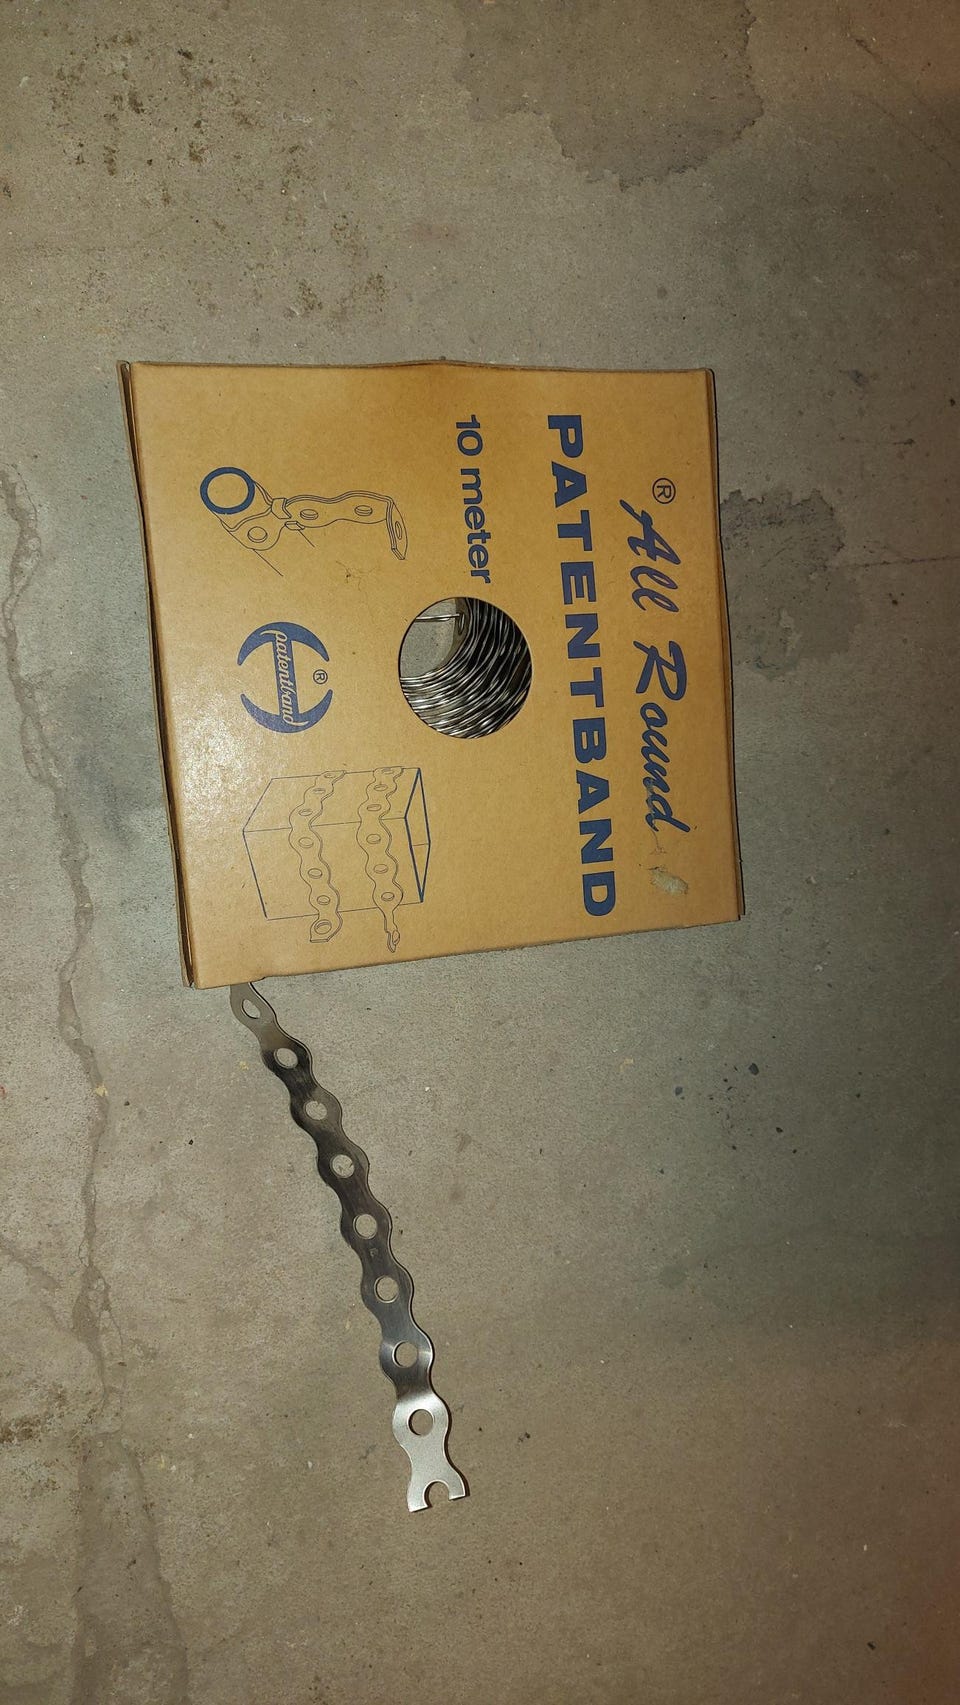 ® All Round
PATENTBAND
10 meter
patentband ®